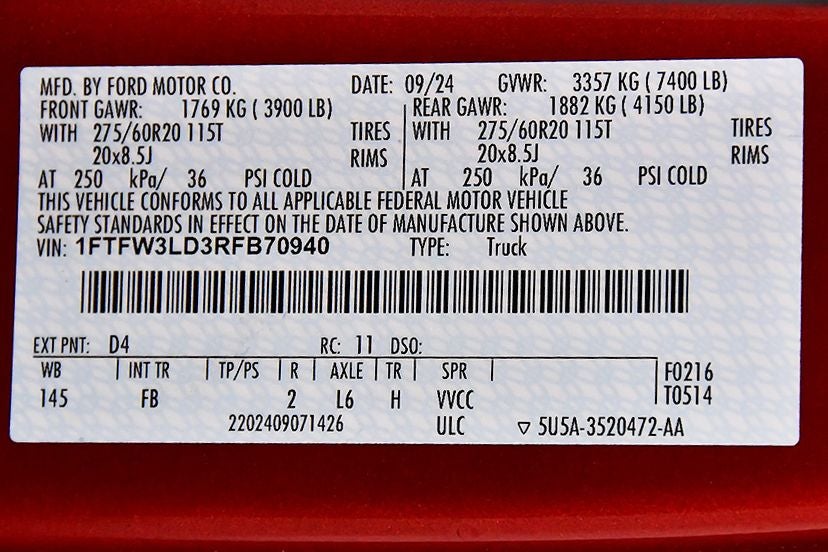 MFD. BY FORD MOTOR CO. DATE: 09/24 GVWR: 3357 KG ( 7400 LB)
FRONT GAWR: 1769 KG ( 3900 LB) REAR GAWR: 1882 KG ( 4150 LB)
WITH 275/60R20 115T TIRES WITH 275/60R20 115T TIRES
20x8.5J RIMS 20x8.5J RIMS
AT 250 kPa/ 36 PSI COLD AT 250 kPa/ 36 PSI COLD
THIS VEHICLE CONFORMS TO ALL APPLICABLE FEDERAL MOTOR VEHICLE
SAFETY STANDARDS IN EFFECT ON THE DATE OF MANUFACTURE SHOWN ABOVE.
VIN: 1FTFW3LD3RFB70940 TYPE: Truck
EXT PNT: D4 RC: 11 DSO:
WB INT TR TP/PS R AXLE TR SPR F0216
145 FB 2 L6 H VVCC T0514
2202409071426 ULC ▽ 5U5A-3520472-AA